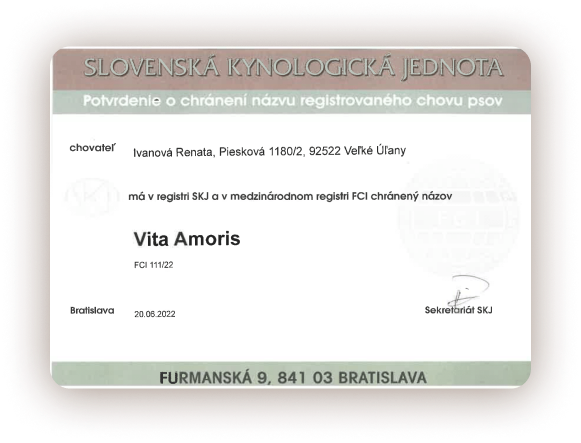 SLOVENSKÁ KYNOLOGICKÁ JEDNOTA
Potvrdenie o chránení názvu registrovaného chovu psov
chovateľ
Ivanová Renata, Piesková 1180/2, 92522 Veľké Úľany
má v registri SKJ a v medzinárodnom registri FCI chránený názov
Vita Amoris
FCI 111/22
Bratislava
20.06.2022
Sekretariát SKJ
FURMANSKÁ 9, 841 03 BRATISLAVA